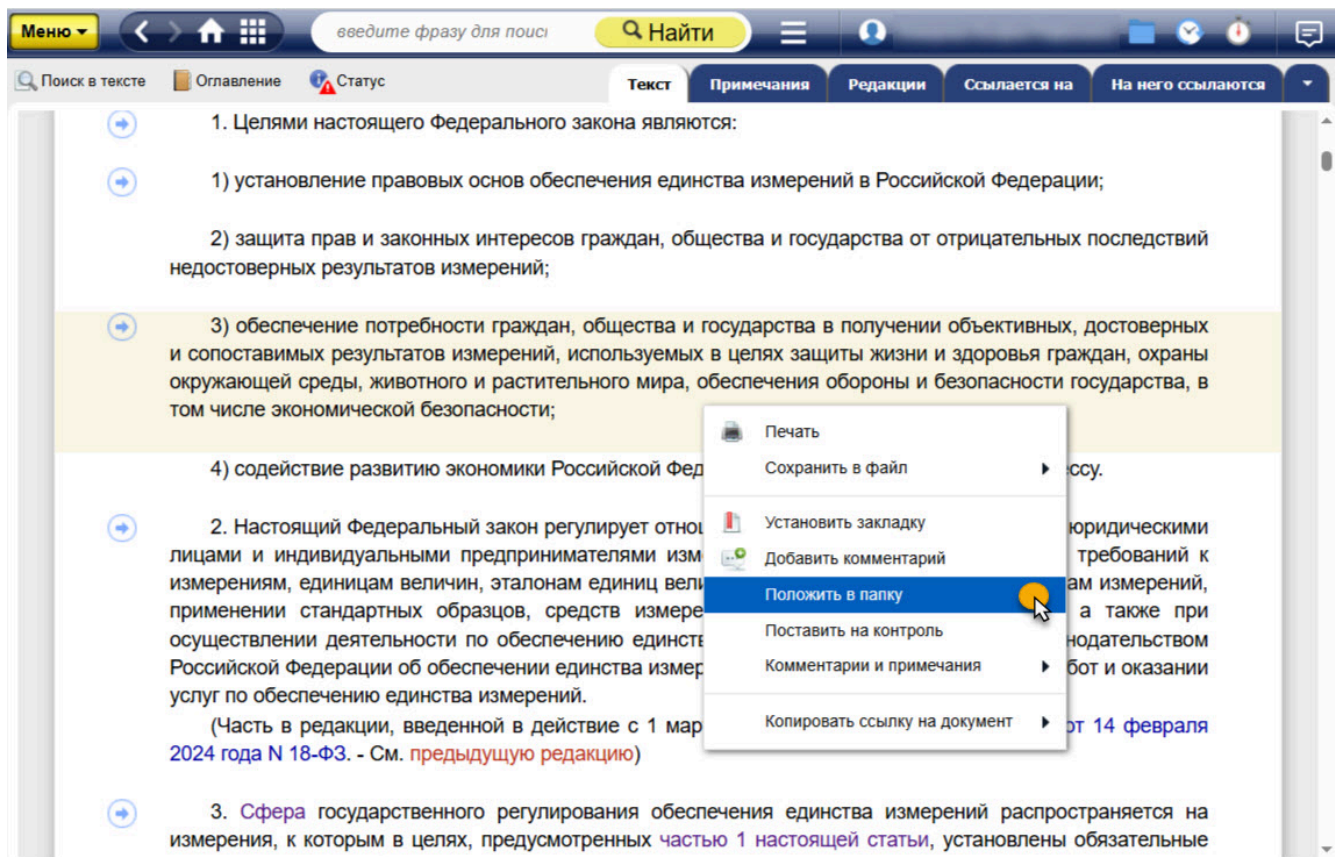 Меню
введите фразу для поис
Найти
Поиск в тексте
Оглавление
Статус
Текст
Примечания
Редакции
Ссылается на
На него ссылаются
1. Целями настоящего Федерального закона являются:
1) установление правовых основ обеспечения единства измерений в Российской Федерации;
2) защита прав и законных интересов граждан, общества и государства от отрицательных последствий
недостоверных результатов измерений;
3) обеспечение потребности граждан, общества и государства в получении объективных, достоверных
и сопоставимых результатов измерений, используемых в целях защиты жизни и здоровья граждан, охраны
окружающей среды, животного и растительного мира, обеспечения обороны и безопасности государства, в
том числе экономической безопасности;
4) содействие развитию экономики Российской Фед ессу.
2. Настоящий Федеральный закон регулирует отнош юридическими
лицами и индивидуальными предпринимателями изм требований к
измерениям, единицам величин, эталонам единиц вели ам измерений,
применении стандартных образцов, средств измере а также при
осуществлении деятельности по обеспечению единств нодательством
Российской Федерации об обеспечении единства измер бот и оказании
услуг по обеспечению единства измерений.
(Часть в редакции, введенной в действие с 1 мар от 14 февраля
2024 года N 18-ФЗ. - См. предыдущую редакцию)
3. Сфера государственного регулирования обеспечения единства измерений распространяется на
измерения, к которым в целях, предусмотренных частью 1 настоящей статьи, установлены обязательные
Печать
Сохранить в файл
Установить закладку
Добавить комментарий
Положить в папку
Поставить на контроль
Комментарии и примечания
Копировать ссылку на документ